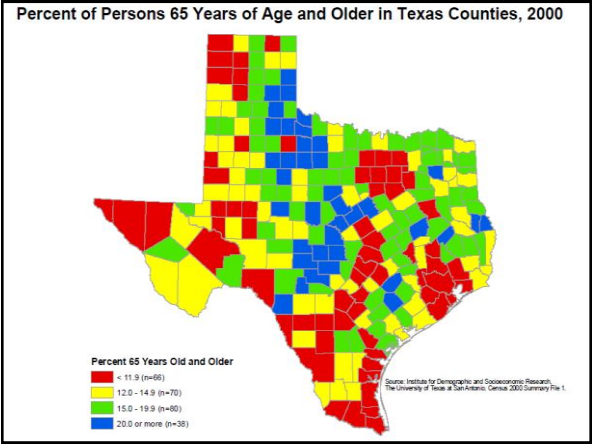 Percent of Persons 65 Years of Age and Older in Texas Counties, 2000
Percent 65 Years Old and Older
< 11.9 (n=66)
12.0 - 14.9 (n=70)
15.0 - 19.9 (n=80)
20.0 or more (n=38)
Source: Institute for Demographic and Socioeconomic Research,
The University of Texas at San Antonio. Census 2000 Summary File 1.